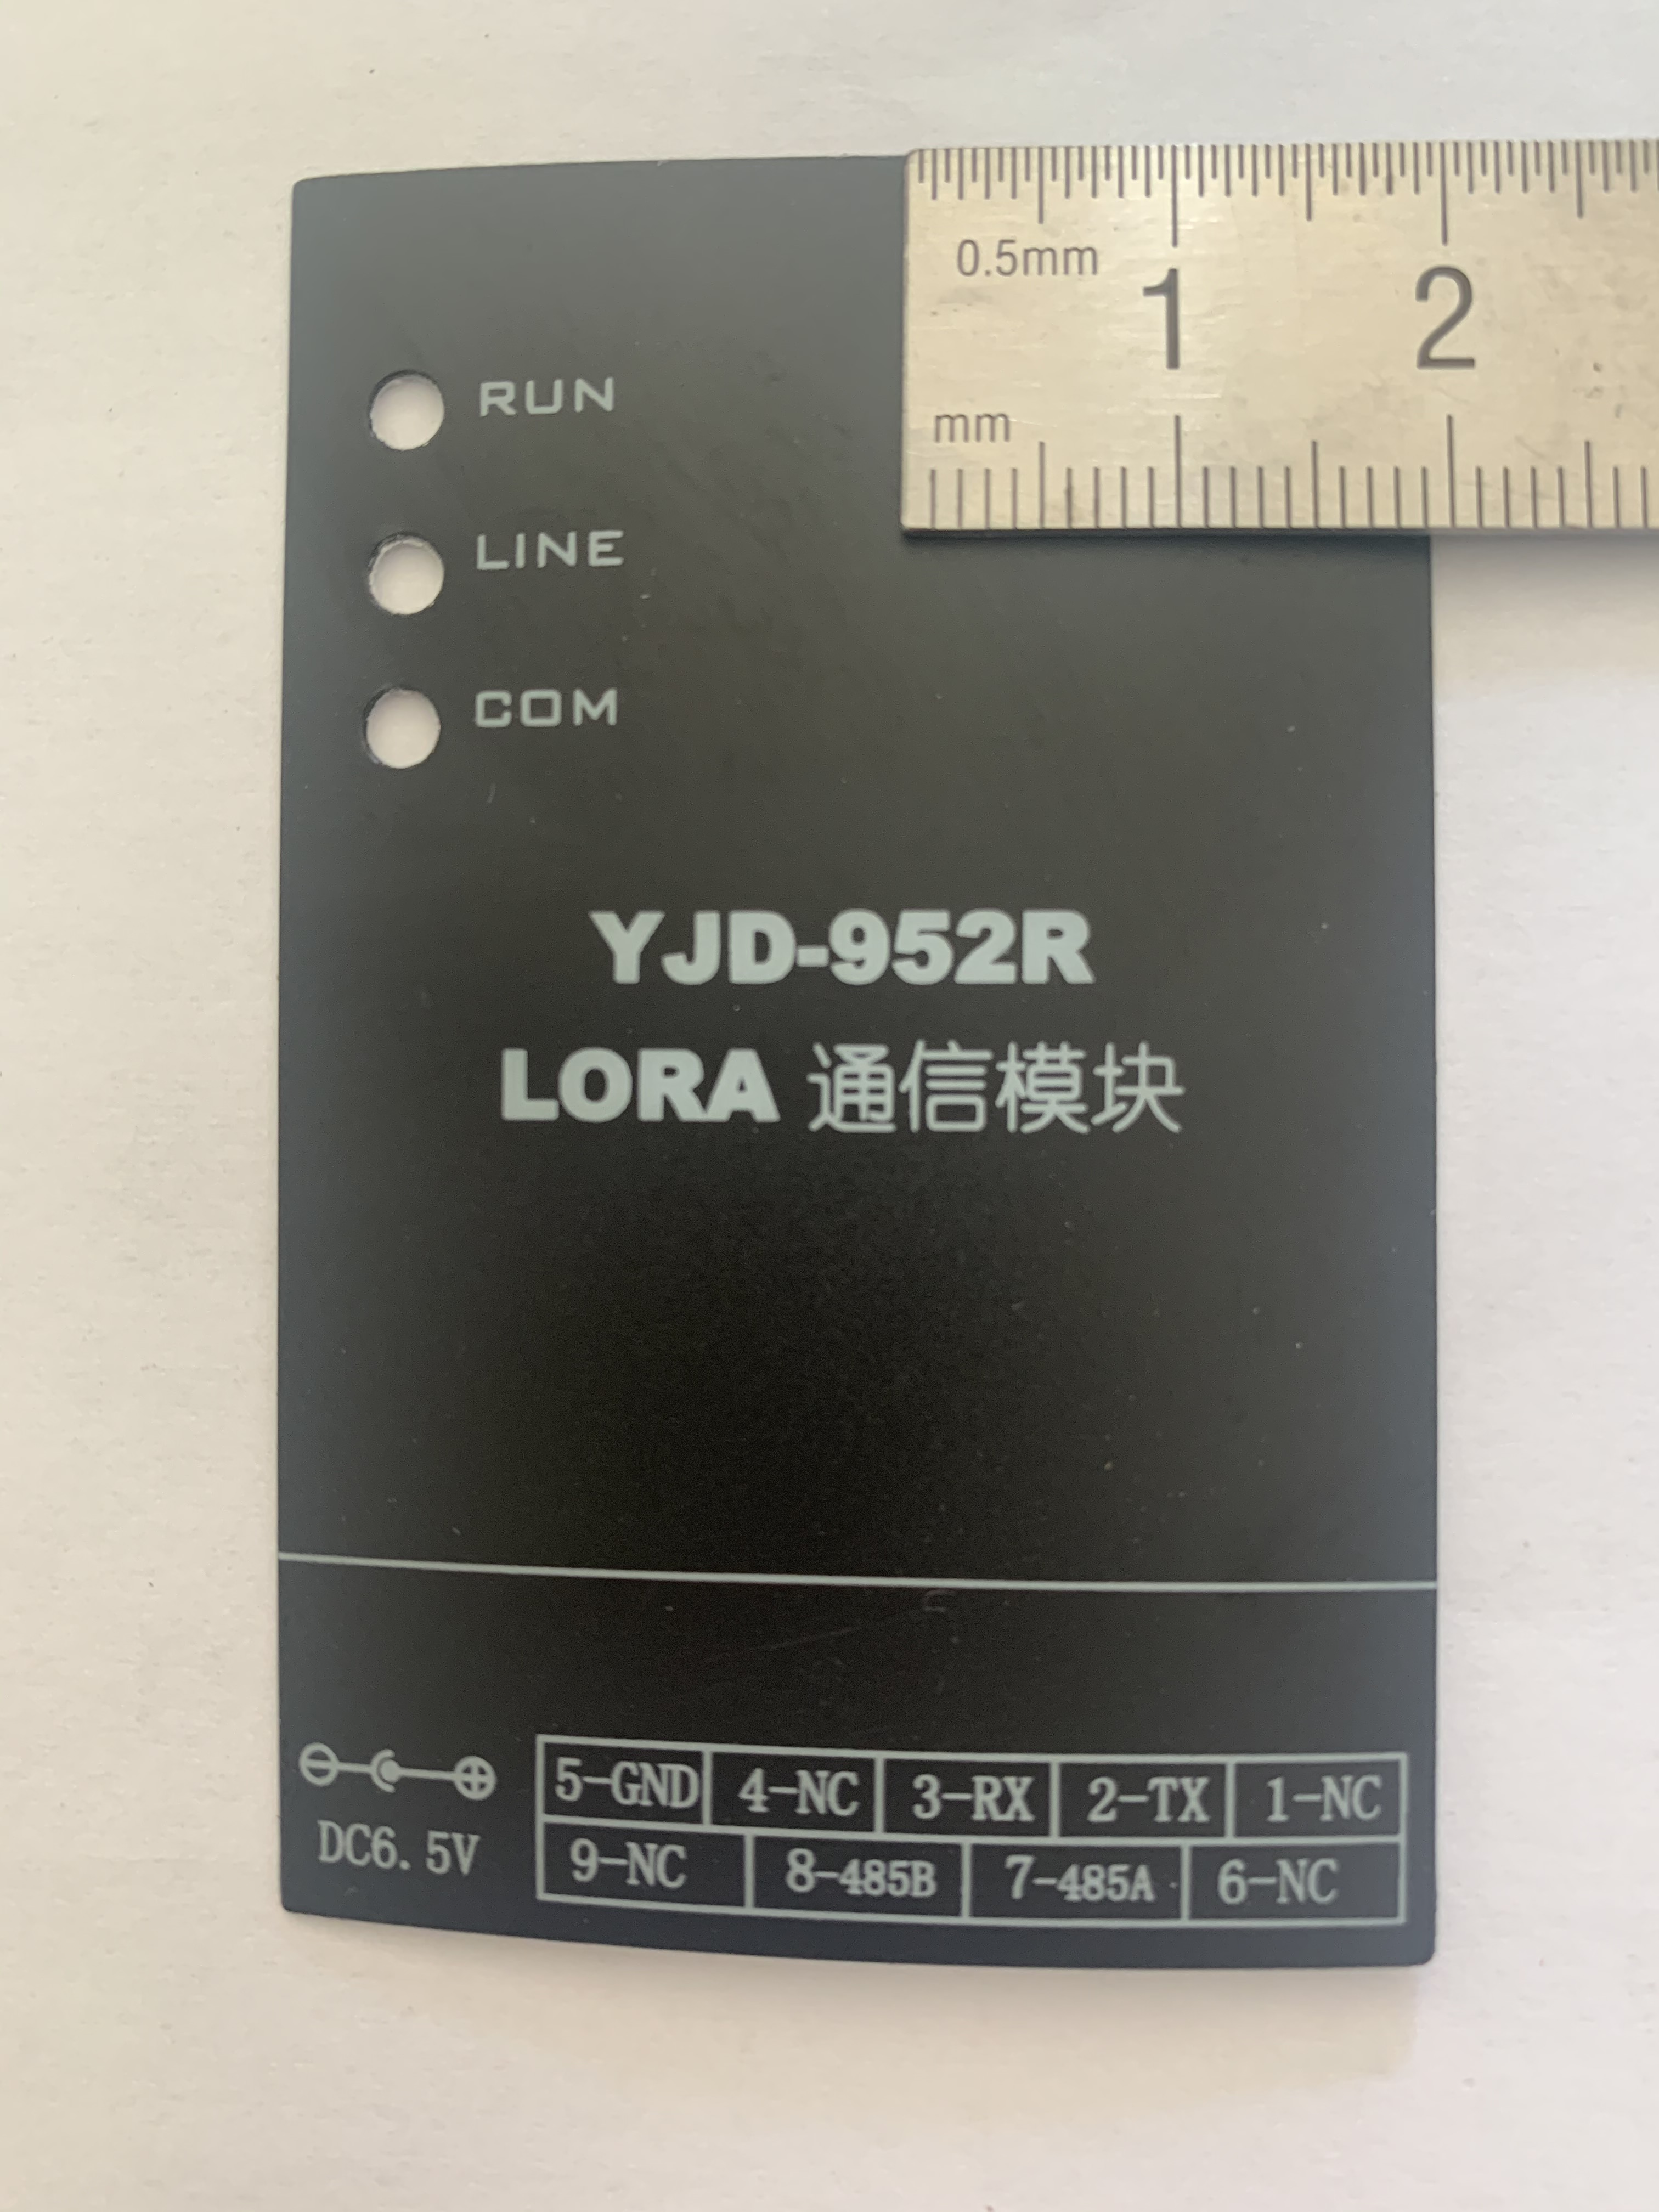 0.5mm
1 2
mm
RUN
LINE
COM
YJD-952R
LORA 通信模块
DC6.5V
5-GND 4-NC 3-RX 2-TX 1-NC
9-NC 8-485B 7-485A 6-NC